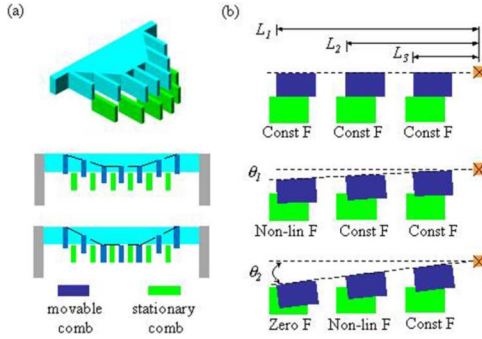 (a)
movable
comb
stationary
comb
(b)
L1
L2
L3
Const F Const F Const F
θ1
Non-lin F Const F Const F
θ2
Zero F Non-lin F Const F